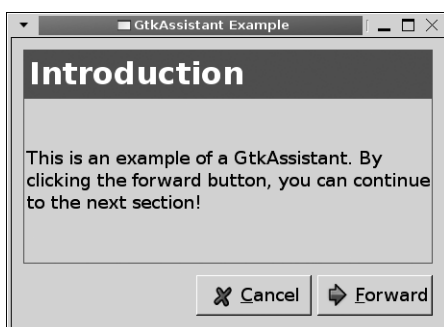 GtkAssistant Example
Introduction
This is an example of a GtkAssistant. By
clicking the forward button, you can continue
to the next section!
Cancel
Forward